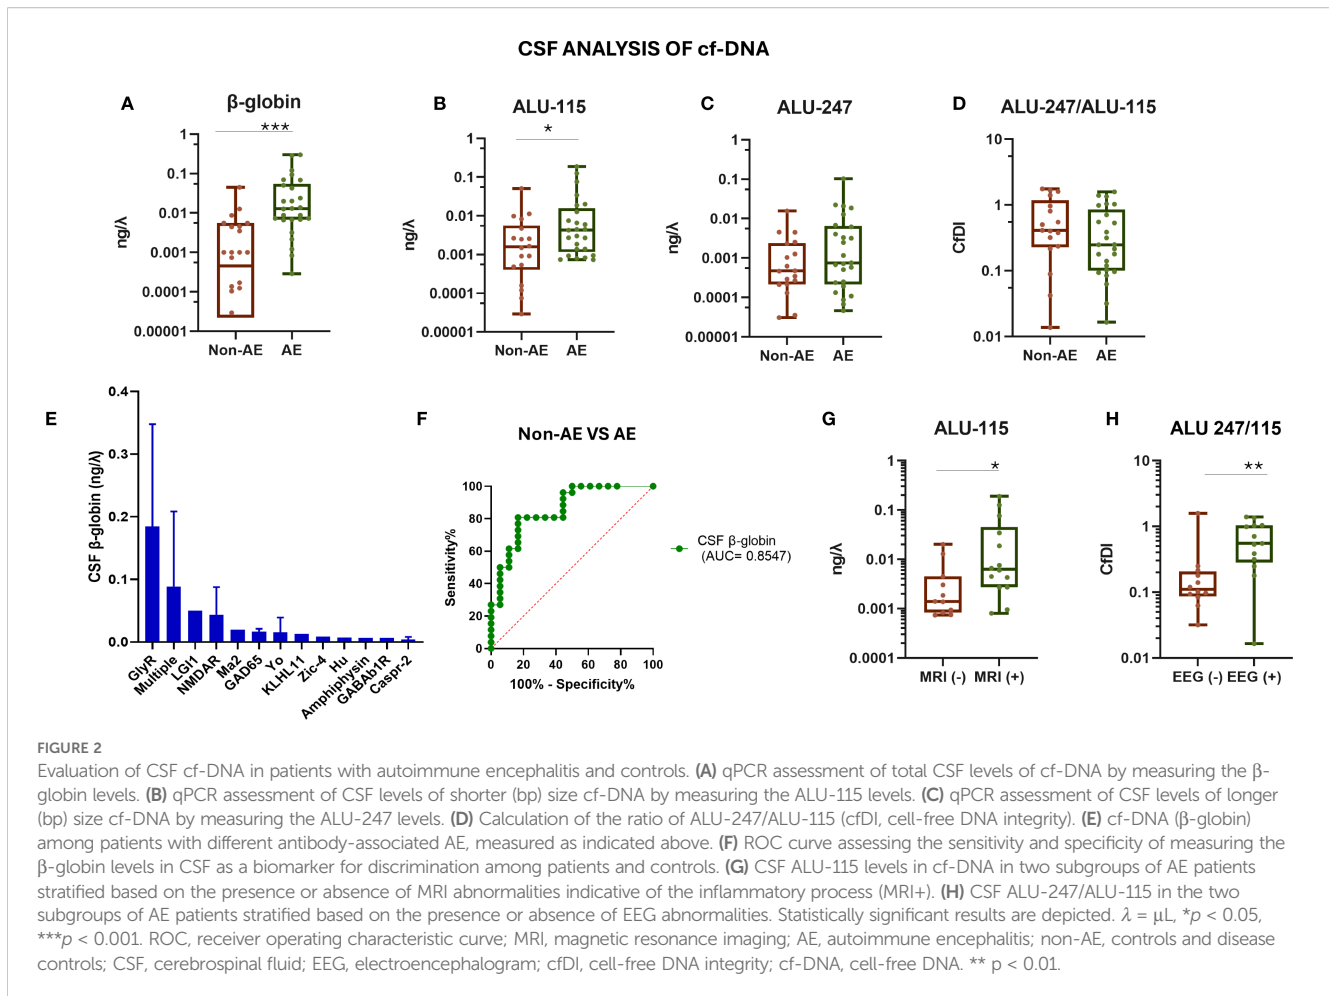 CSF ANALYSIS OF cf-DNA
A
β-globin
***
1
0.1
0.01
0.001
0.0001
0.00001
ng/λ
Non-AE AE
B
ALU-115
*
1
0.1
0.01
0.001
0.0001
0.00001
ng/λ
Non-AE AE
C
ALU-247
1
0.1
0.01
0.001
0.0001
0.00001
ng/λ
Non-AE AE
D
ALU-247/ALU-115
10
1
0.1
0.01
CfDI
Non-AE AE
E
0.4
0.3
0.2
0.1
0.0
CSF β-globin (ng/λ)
GlyR
Multiple
LGI1
NMDAR
Ma2
GAD65
Yo
KLHL11
Zic-4
Hu
Amphiphysin
GABAb1R
Caspr-2
F
Non-AE VS AE
100
80
60
40
20
0
Sensitivity%
0 20 40 60 80 100
100% - Specificity%
CSF β-globin
(AUC= 0.8547)
G
ALU-115
*
1
0.1
0.01
0.001
0.0001
ng/λ
MRI (-) MRI (+)
H
ALU 247/115
**
10
1
0.1
0.01
CfDI
EEG (-) EEG (+)
FIGURE 2
Evaluation of CSF cf-DNA in patients with autoimmune encephalitis and controls. (A) qPCR assessment of total CSF levels of cf-DNA by measuring the β-
globin levels. (B) qPCR assessment of CSF levels of shorter (bp) size cf-DNA by measuring the ALU-115 levels. (C) qPCR assessment of CSF levels of longer
(bp) size cf-DNA by measuring the ALU-247 levels. (D) Calculation of the ratio of ALU-247/ALU-115 (cfDI, cell-free DNA integrity). (E) cf-DNA (β-globin)
among patients with different antibody-associated AE, measured as indicated above. (F) ROC curve assessing the sensitivity and specificity of measuring the
β-globin levels in CSF as a biomarker for discrimination among patients and controls. (G) CSF ALU-115 levels in cf-DNA in two subgroups of AE patients
stratified based on the presence or absence of MRI abnormalities indicative of the inflammatory process (MRI+). (H) CSF ALU-247/ALU-115 in the two
subgroups of AE patients stratified based on the presence or absence of EEG abnormalities. Statistically significant results are depicted. λ = μL, *p < 0.05,
***p < 0.001. ROC, receiver operating characteristic curve; MRI, magnetic resonance imaging; AE, autoimmune encephalitis; non-AE, controls and disease
controls; CSF, cerebrospinal fluid; EEG, electroencephalogram; cfDI, cell-free DNA integrity; cf-DNA, cell-free DNA. ** p < 0.01.